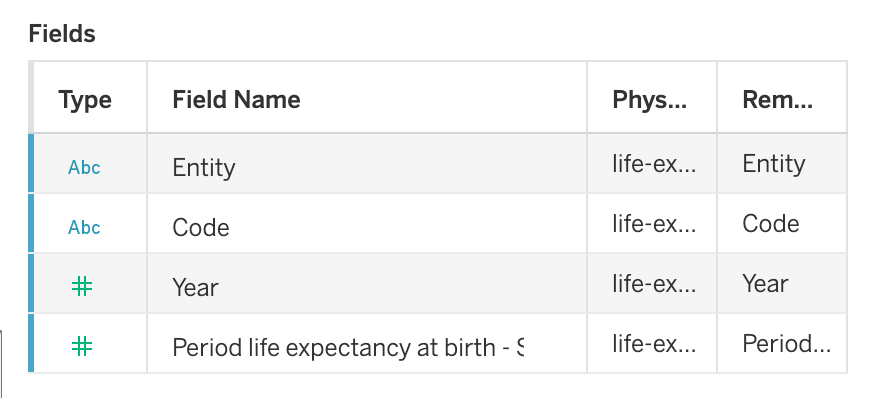 Fields
Type Field Name Phys... Rem...
Abc Entity life-ex... Entity
Abc Code life-ex... Code
# Year life-ex... Year
# Period life expectancy at birth - S life-ex... Period...